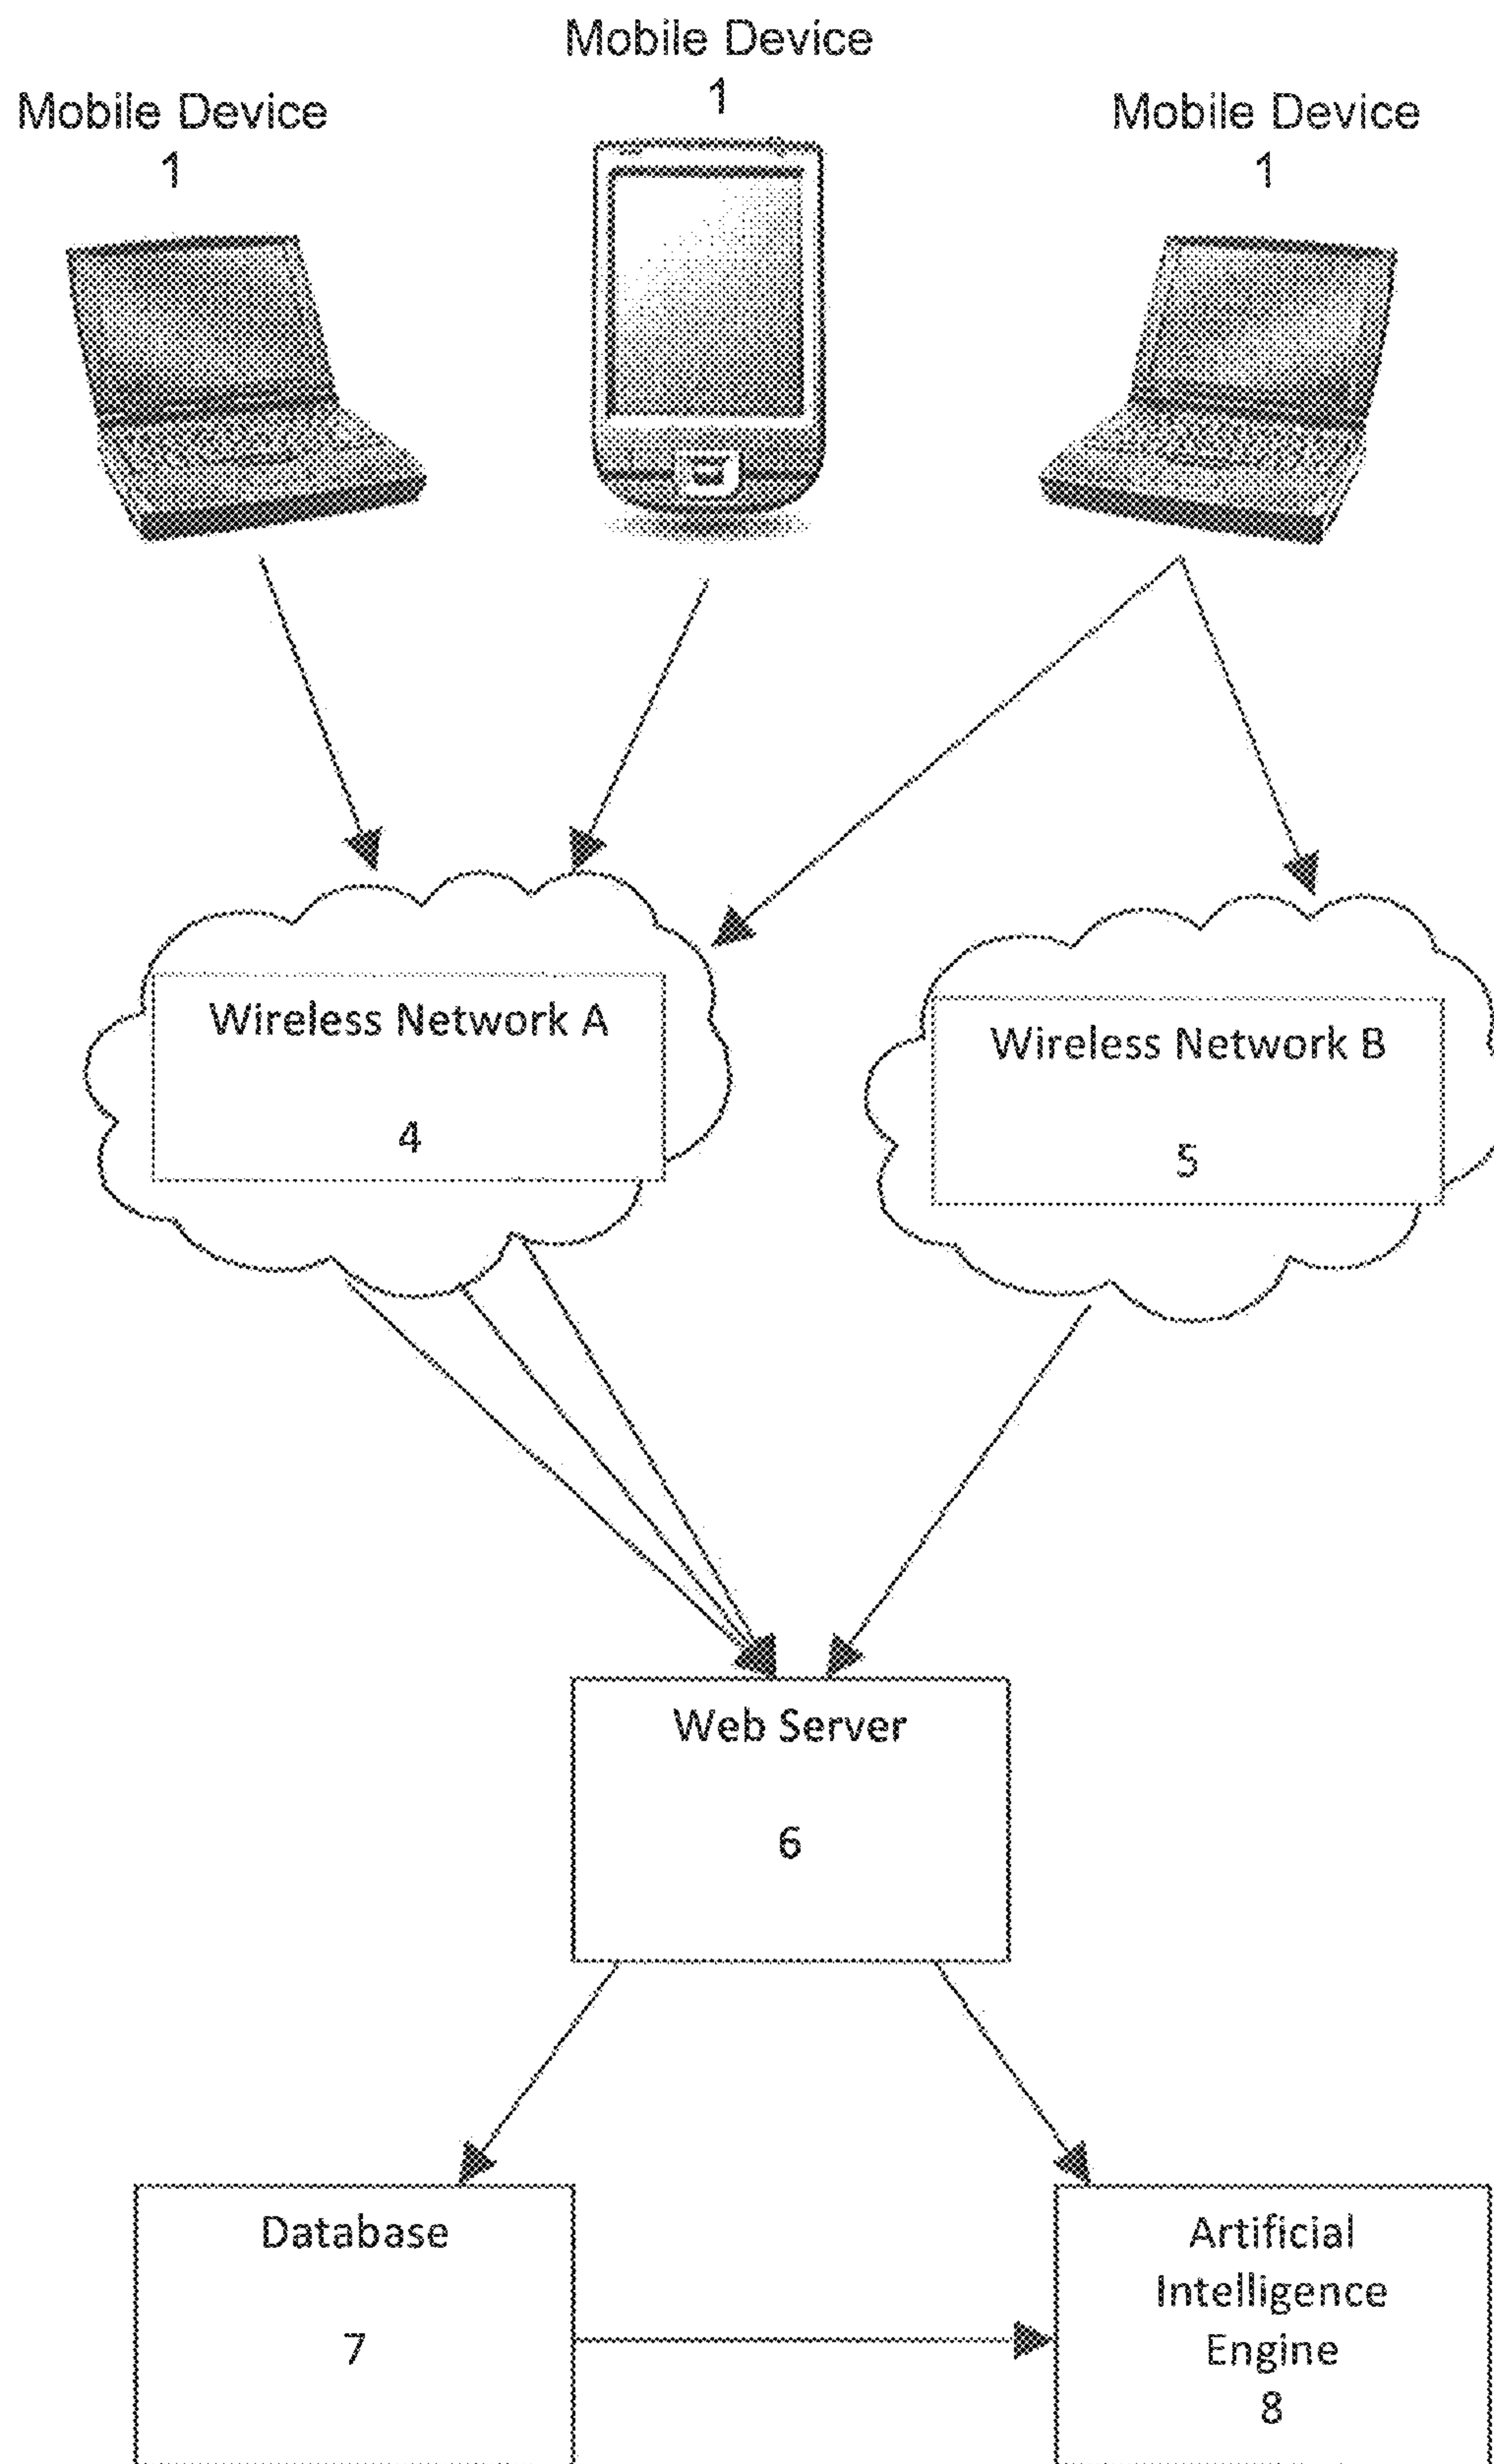 Mobile Device
1
Mobile Device
1
Mobile Device
1
Wireless Network A
4
Wireless Network B
5
Web Server
6
Database
7
Artificial
Intelligence
Engine
8